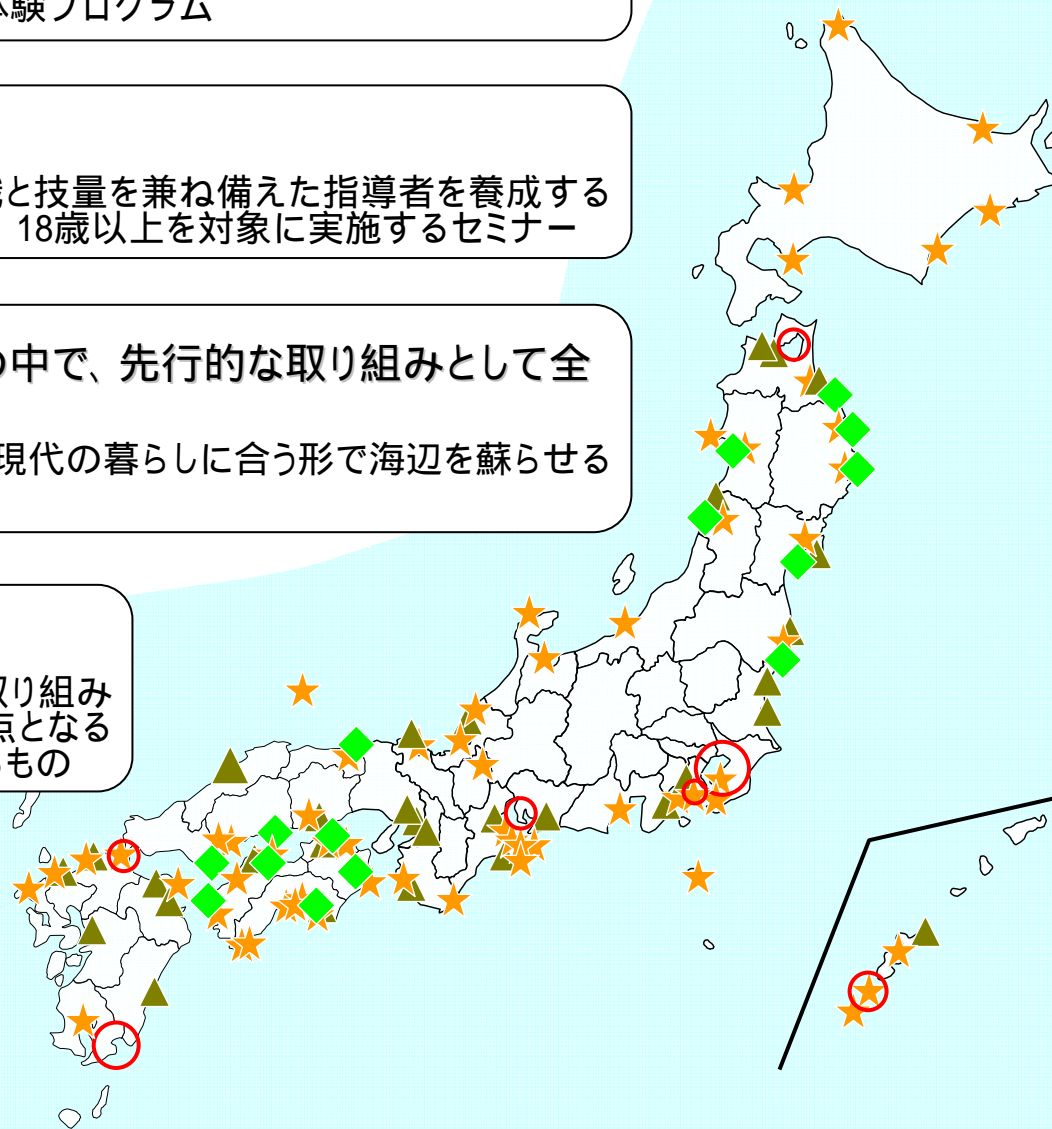 体験プログラム
と技量を兼ね備えた指導者を養成する
18歳以上を対象に実施するセミナー
中で、先行的な取り組みとして全
現代の暮らしに合う形で海辺を蘇らせる
取り組み
点となる
もの